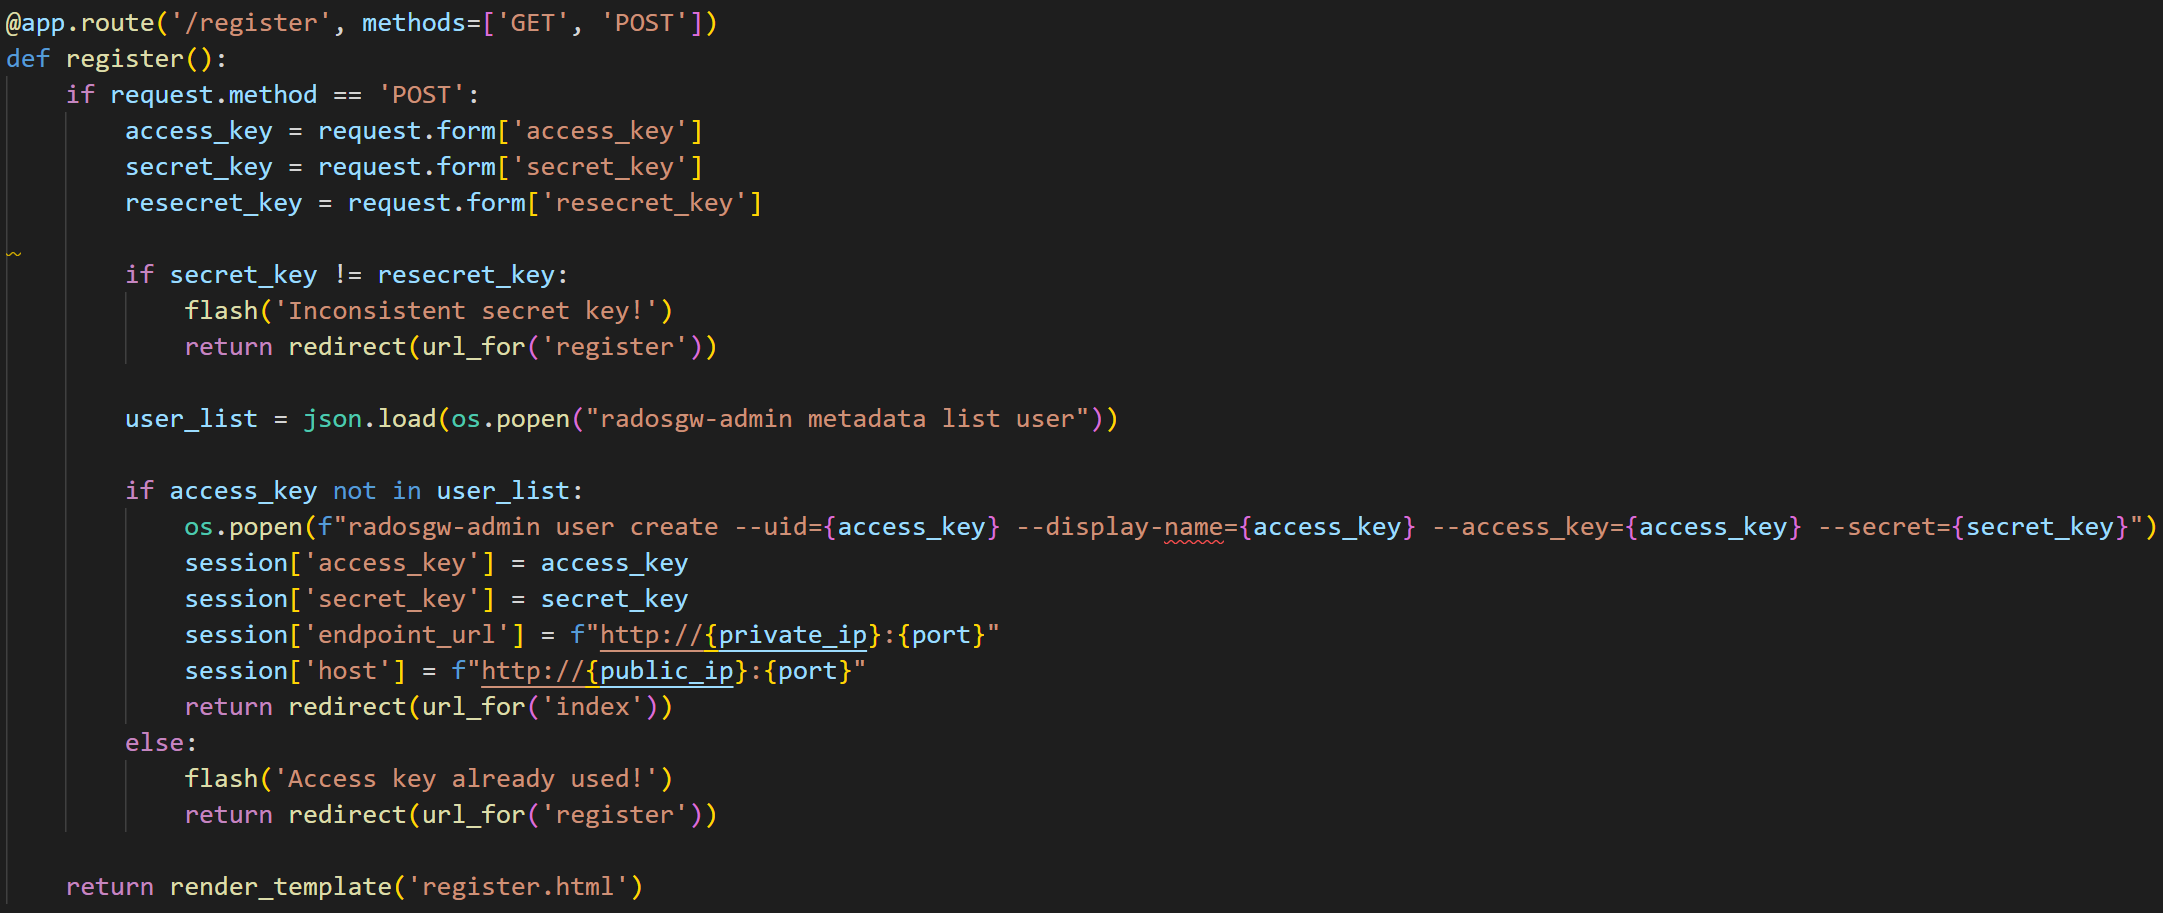 @app.route('/register', methods=['GET', 'POST'])
def register():
    if request.method == 'POST':
        access_key = request.form['access_key']
        secret_key = request.form['secret_key']
        resecret_key = request.form['resecret_key']
        if secret_key != resecret_key:
            flash('Inconsistent secret key!')
            return redirect(url_for('register'))
        user_list = json.load(os.popen("radosgw-admin metadata list user"))
        if access_key not in user_list:
            os.popen(f"radosgw-admin user create --uid={access_key} --display-name={access_key} --access_key={access_key} --secret={secret_key}")
            session['access_key'] = access_key
            session['secret_key'] = secret_key
            session['endpoint_url'] = f"http://{private_ip}:{port}"
            session['host'] = f"http://{public_ip}:{port}"
            return redirect(url_for('index'))
        else:
            flash('Access key already used!')
            return redirect(url_for('register'))
    return render_template('register.html')